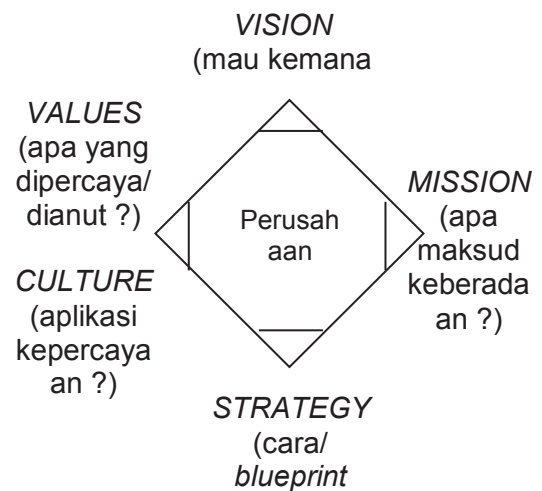 VISION
(mau kemana
VALUES
(apa yang
dipercaya/
dianut ?)
CULTURE
(aplikasi
kepercaya
an ?)
Perusah
aan
MISSION
(apa
maksud
keberada
an ?)
STRATEGY
(cara/
blueprint